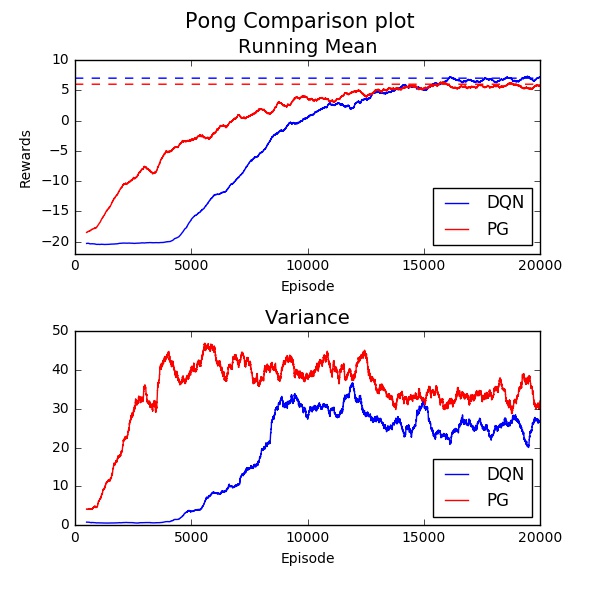 Pong Comparison plot
Running Mean
10
5
0
−5
−10
−15
−20
Rewards
DQN
PG
0 5000 10000 15000 20000
Episode
Variance
50
40
30
20
10
0
DQN
PG
0 5000 10000 15000 20000
Episode